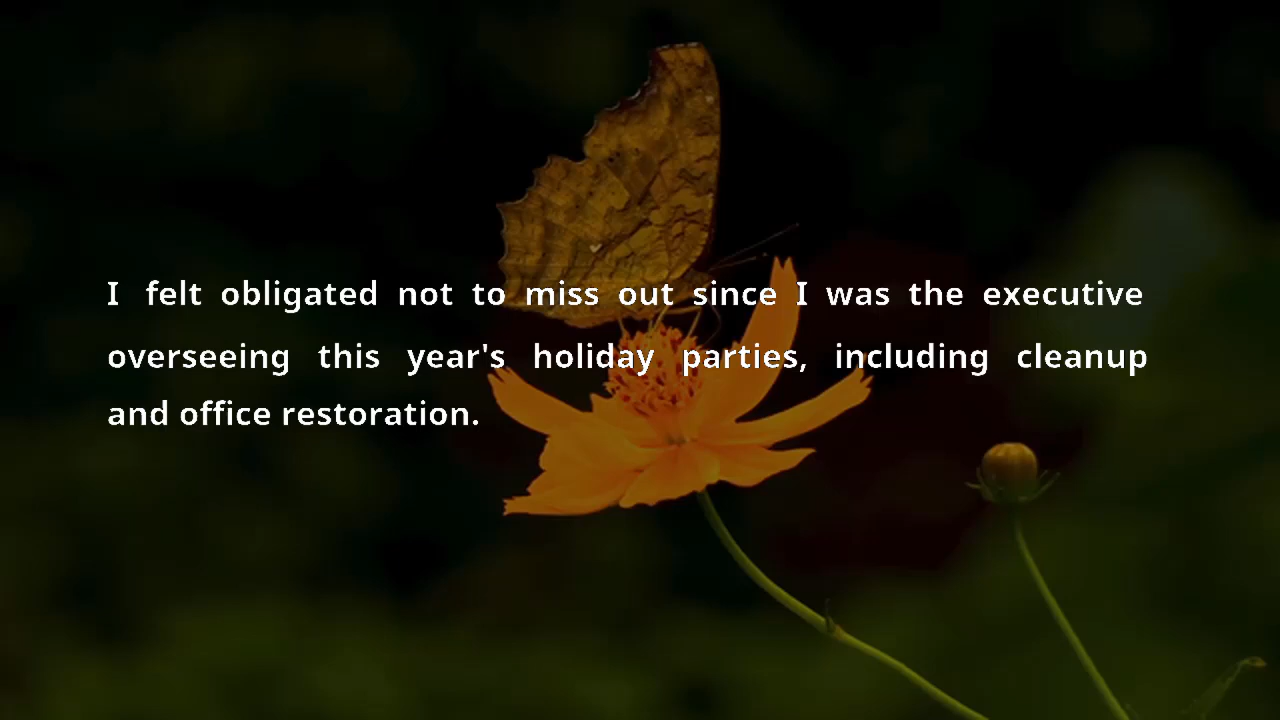 I felt obligated not to miss out since I was the executive
overseeing this year's holiday parties, including cleanup
and office restoration.